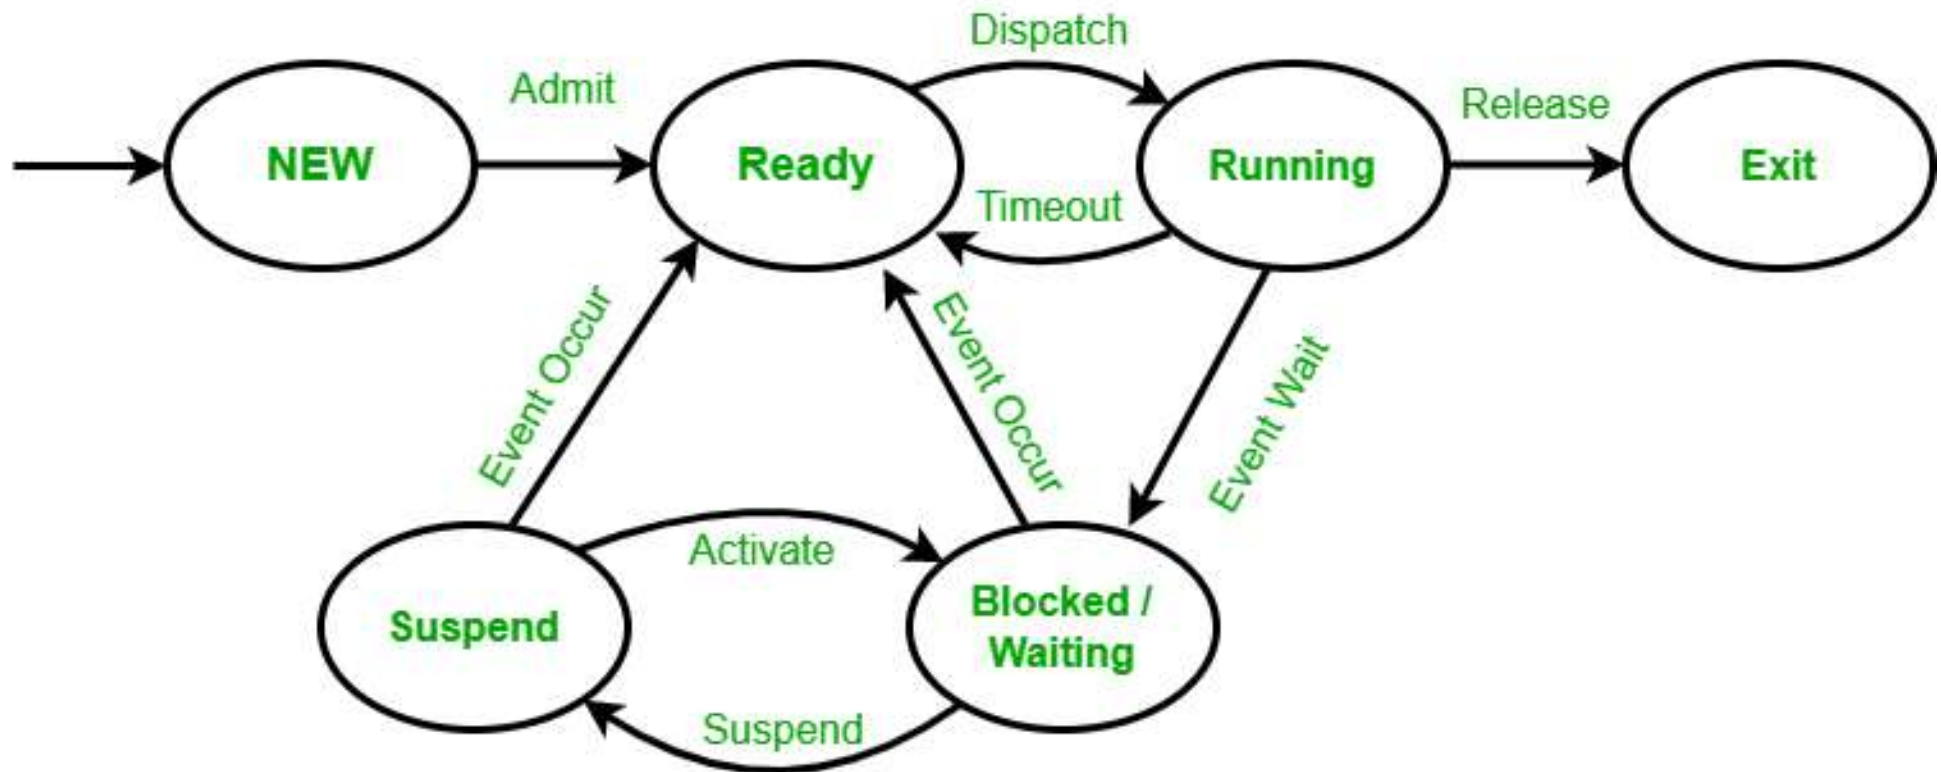 Dispatch
Admit
Release
NEW
Ready
Running
Exit
Timeout
Event Occur
Event Occur
Event Wait
Activate
Suspend
Blocked /
Waiting
Suspend